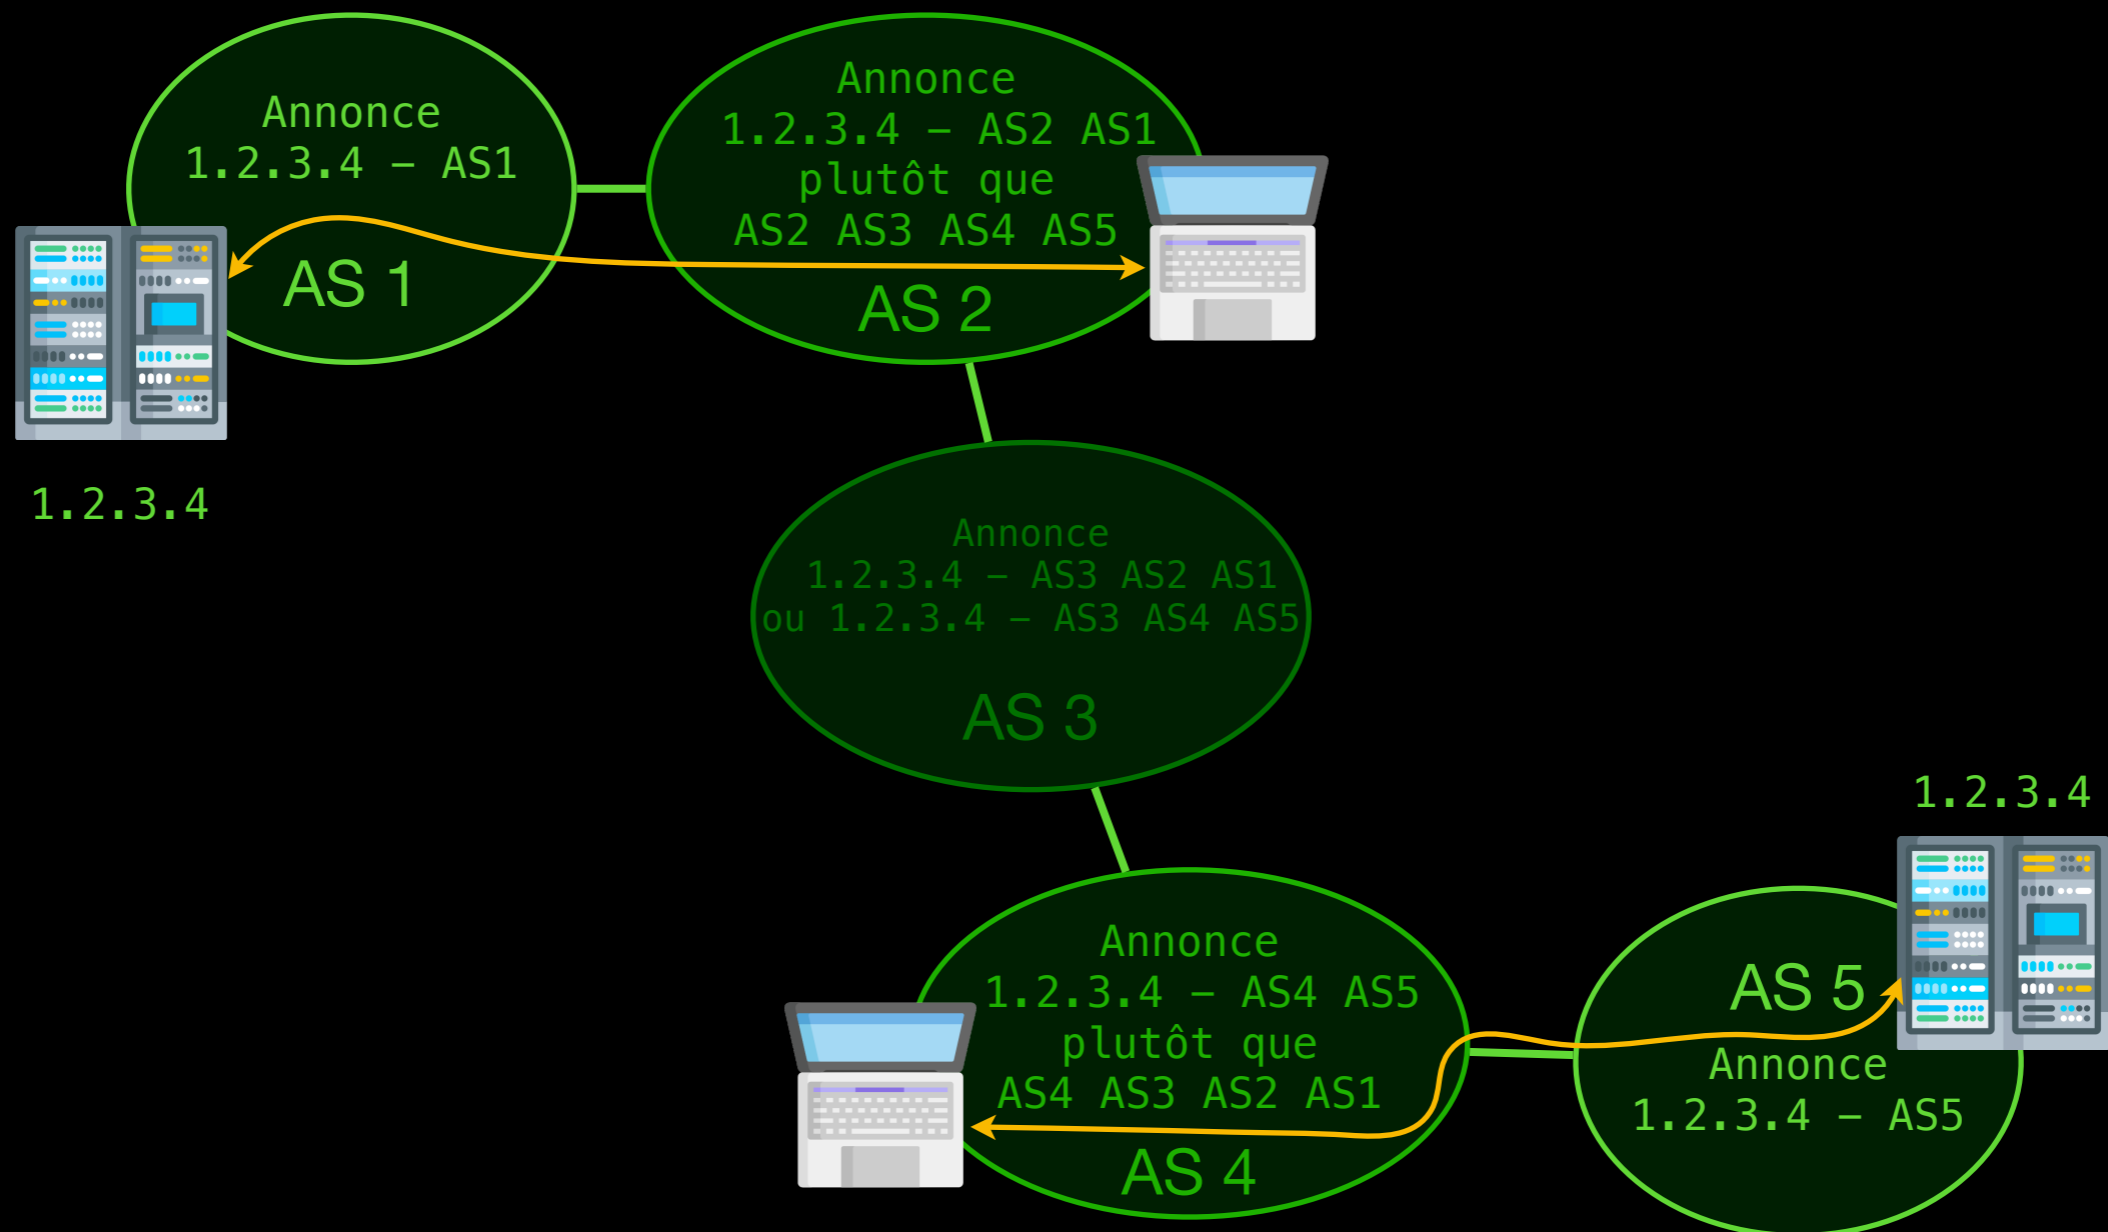 Annonce
1.2.3.4 – AS1
AS 1
1.2.3.4
Annonce
1.2.3.4 – AS2 AS1
plutôt que
AS2 AS3 AS4 AS5
AS 2
Annonce
1.2.3.4 – AS3 AS2 AS1
ou 1.2.3.4 – AS3 AS4 AS5
AS 3
Annonce
1.2.3.4 – AS4 AS5
plutôt que
AS4 AS3 AS2 AS1
AS 4
1.2.3.4
AS 5
Annonce
1.2.3.4 – AS5